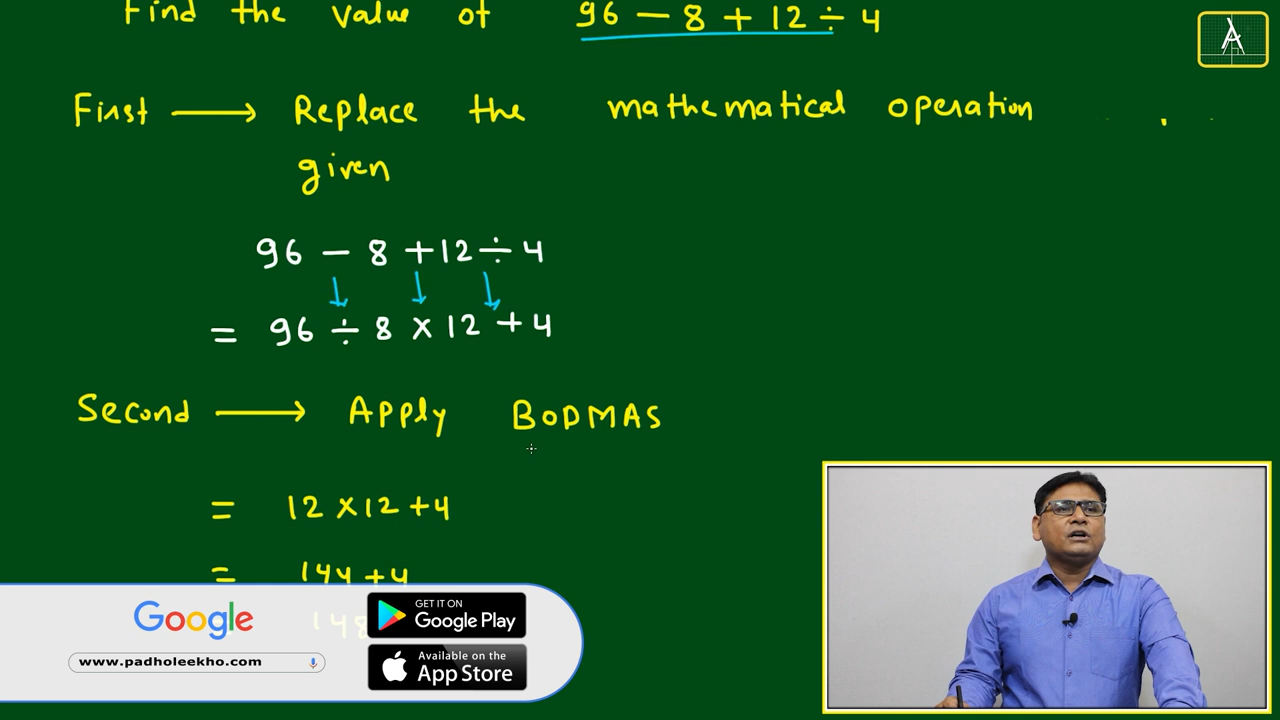 Find the value of 96 − 8 + 12 ÷ 4
First ⟶ Replace the mathematical operation
given
96 − 8 + 12 ÷ 4
↓ ↓ ↓
= 96 ÷ 8 × 12 + 4
Second ⟶ Apply BODMAS
= 12 × 12 + 4
= 144 + 4
148
Google
www.padholeekho.com
GET IT ON
Google Play
Available on the
App Store